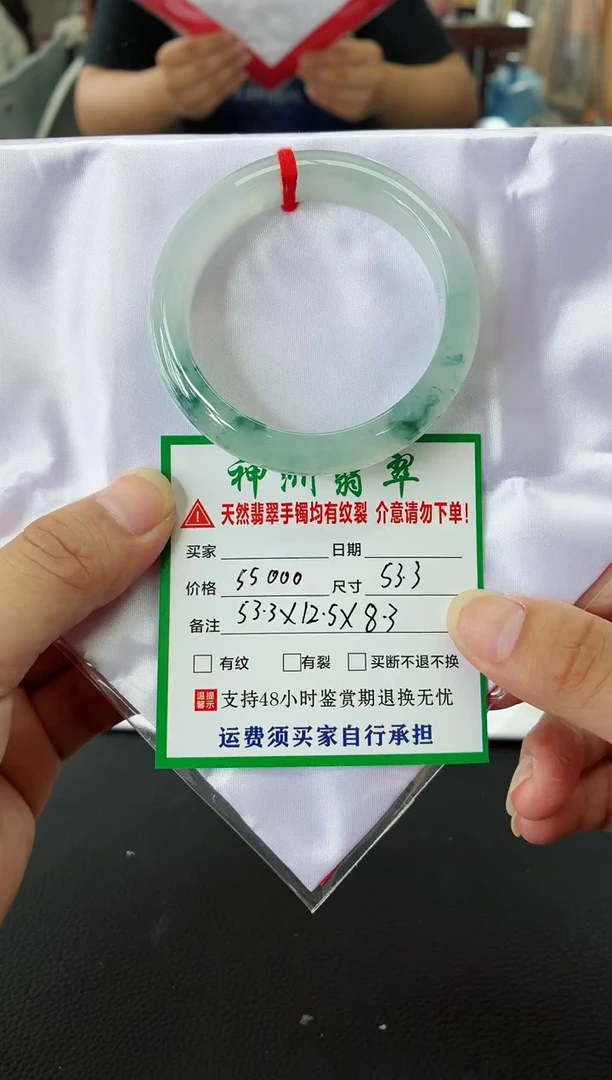 神洲翡翠
天然翡翠手镯均有纹裂 介意请勿下单!
买家 日期
价格 55000 尺寸 53.3
备注 53.3X12.5X8.3
有纹 有裂 买断不退不换
温馨提示 支持48小时鉴赏期退换无忧
运费须买家自行承担